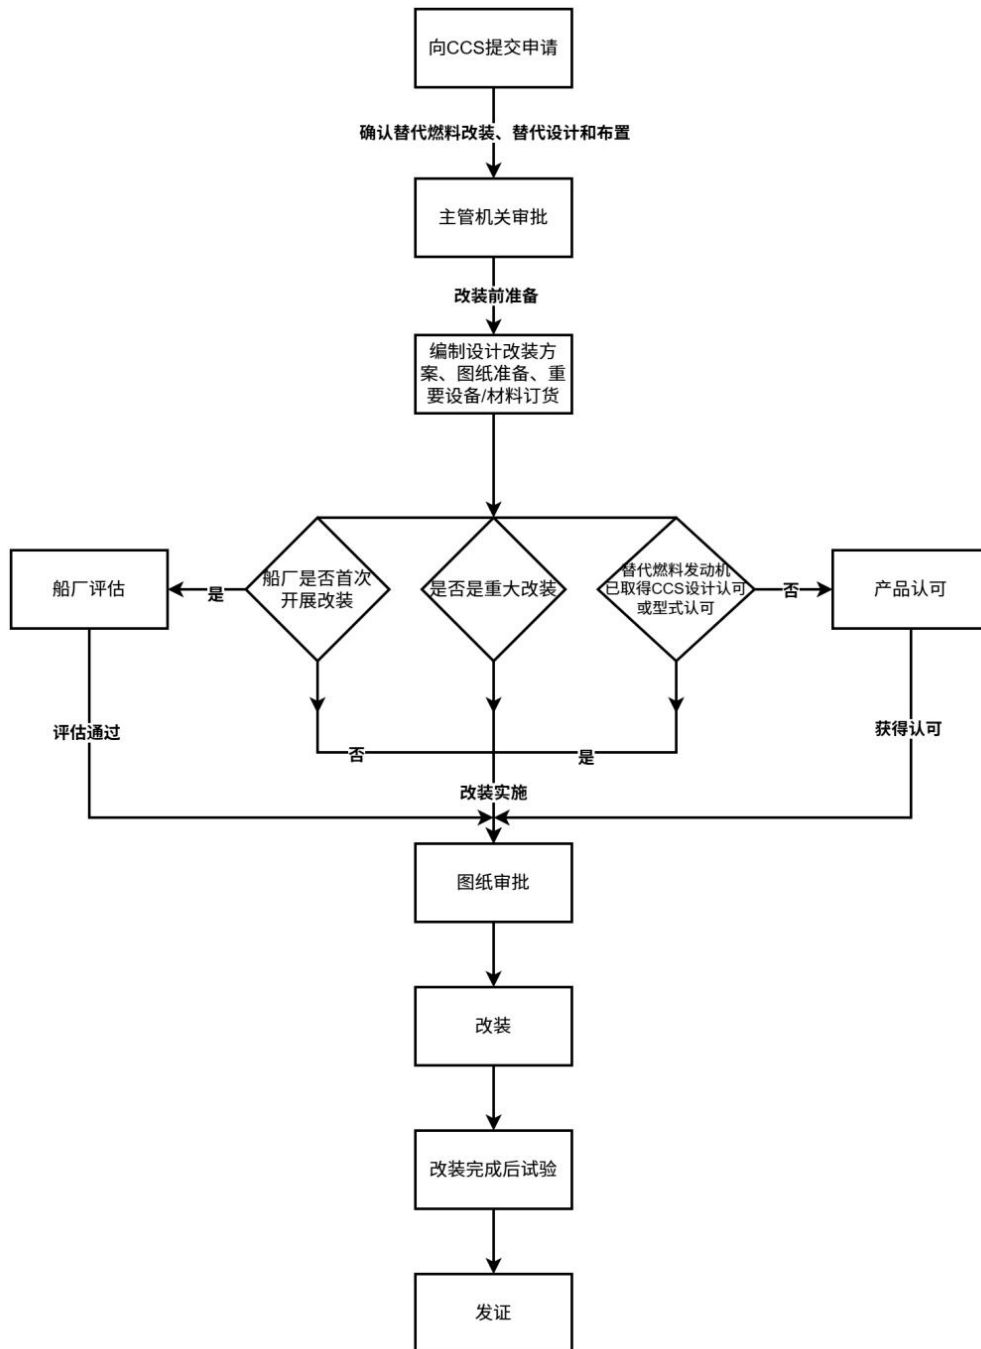 向CCS提交申请
确认替代燃料改装、替代设计和布置
主管机关审批
改装前准备
编制设计改装方
案、图纸准备、重
要设备/材料订货
船厂评估
是
船厂是否首次
开展改装
是否是重大改装
替代燃料发动机
已取得CCS设计认可
或型式认可
否
产品认可
评估通过
否
是
获得认可
改装实施
图纸审批
改装
改装完成后试验
发证